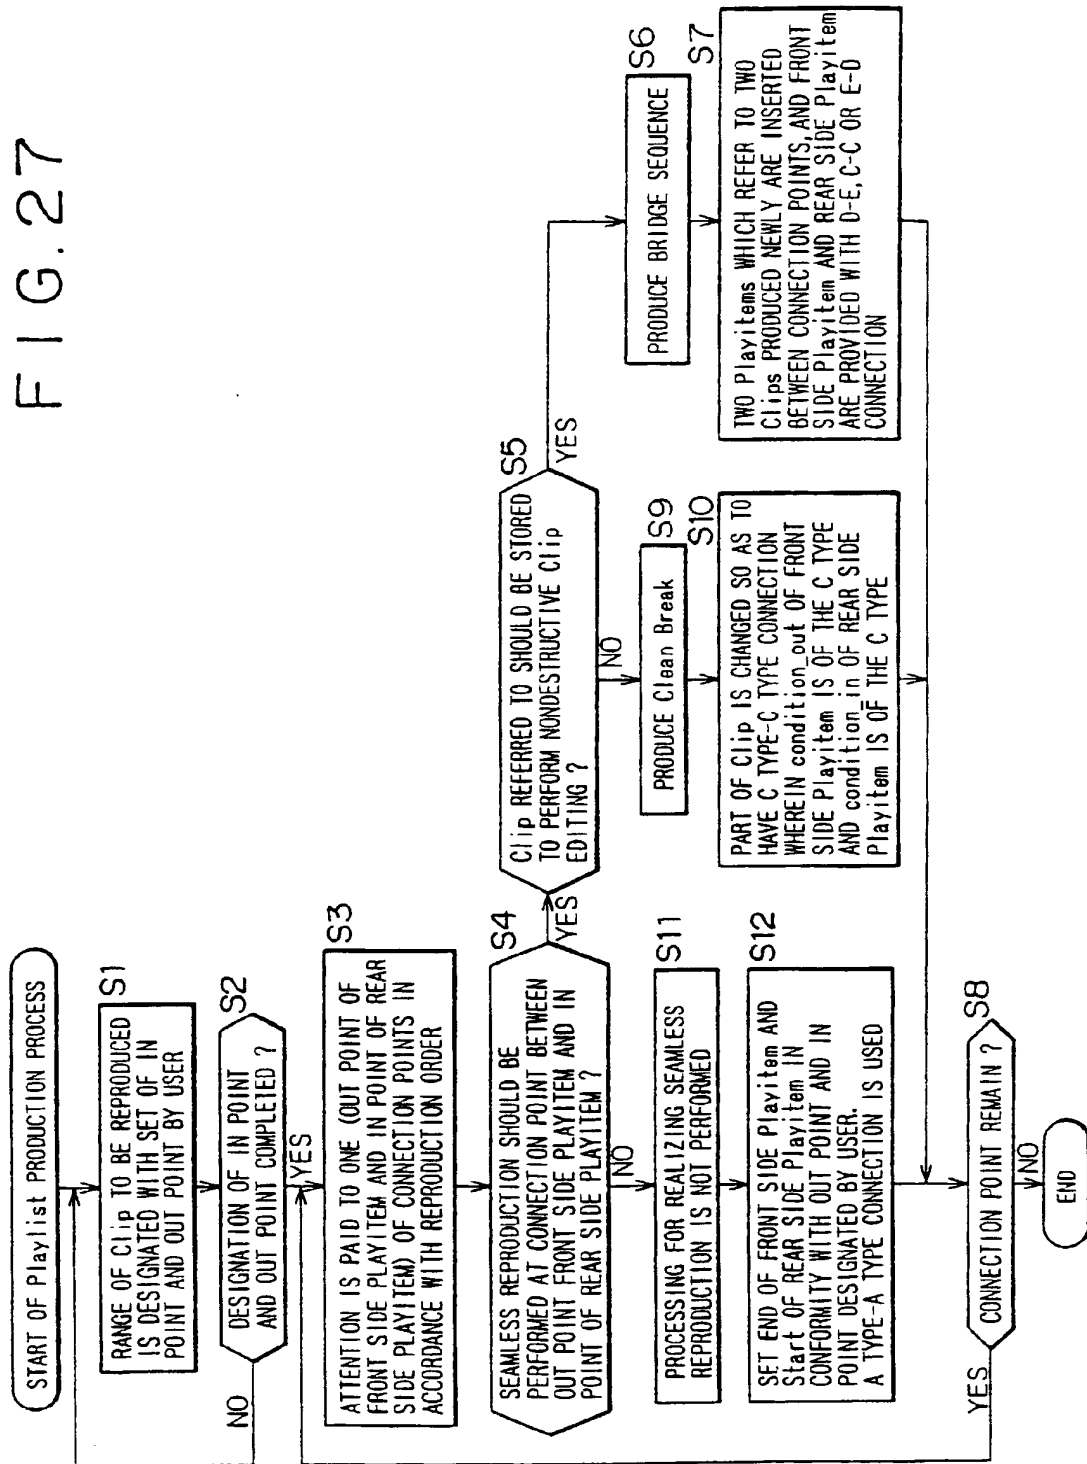 FIG.27
START OF Playlist PRODUCTION PROCESS
S1
RANGE OF Clip TO BE REPRODUCED
IS DESIGNATED WITH SET OF IN
POINT AND OUT POINT BY USER
S2
DESIGNATION OF IN POINT
AND OUT POINT COMPLETED ?
NO
YES
S3
ATTENTION IS PAID TO ONE (OUT POINT OF
FRONT SIDE PLAYITEM AND IN POINT OF REAR
SIDE PLAYITEM) OF CONNECTION POINTS IN
ACCORDANCE WITH REPRODUCTION ORDER
S4
SEAMLESS REPRODUCTION SHOULD BE
PERFORMED AT CONNECTION POINT BETWEEN
OUT POINT FRONT SIDE PLAYITEM AND IN
POINT OF REAR SIDE PLAYITEM ?
YES
NO
S5
Clip REFERRED TO SHOULD BE STORED
TO PERFORM NONDESTRUCTIVE Clip
EDITING ?
YES
NO
S6
PRODUCE BRIDGE SEQUENCE
S7
TWO Playitems WHICH REFER TO TWO
Clips PRODUCED NEWLY ARE INSERTED
BETWEEN CONNECTION POINTS, AND FRONT
SIDE Playitem AND REAR SIDE Playitem
ARE PROVIDED WITH D-E, C-C OR E-D
CONNECTION
S9
PRODUCE Clean Break
S10
PART OF Clip IS CHANGED SO AS TO
HAVE C TYPE-C TYPE CONNECTION
WHEREIN condition_out OF FRONT
SIDE Playitem IS OF THE C TYPE
AND condition_in OF REAR SIDE
Playitem IS OF THE C TYPE
S11
PROCESSING FOR REALIZING SEAMLESS
REPRODUCTION IS NOT PERFORMED
S12
SET END OF FRONT SIDE Playitem AND
Start OF REAR SIDE Playitem IN
CONFORMITY WITH OUT POINT AND IN
POINT DESIGNATED BY USER.
A TYPE-A TYPE CONNECTION IS USED
S8
CONNECTION POINT REMAIN ?
YES
NO
END